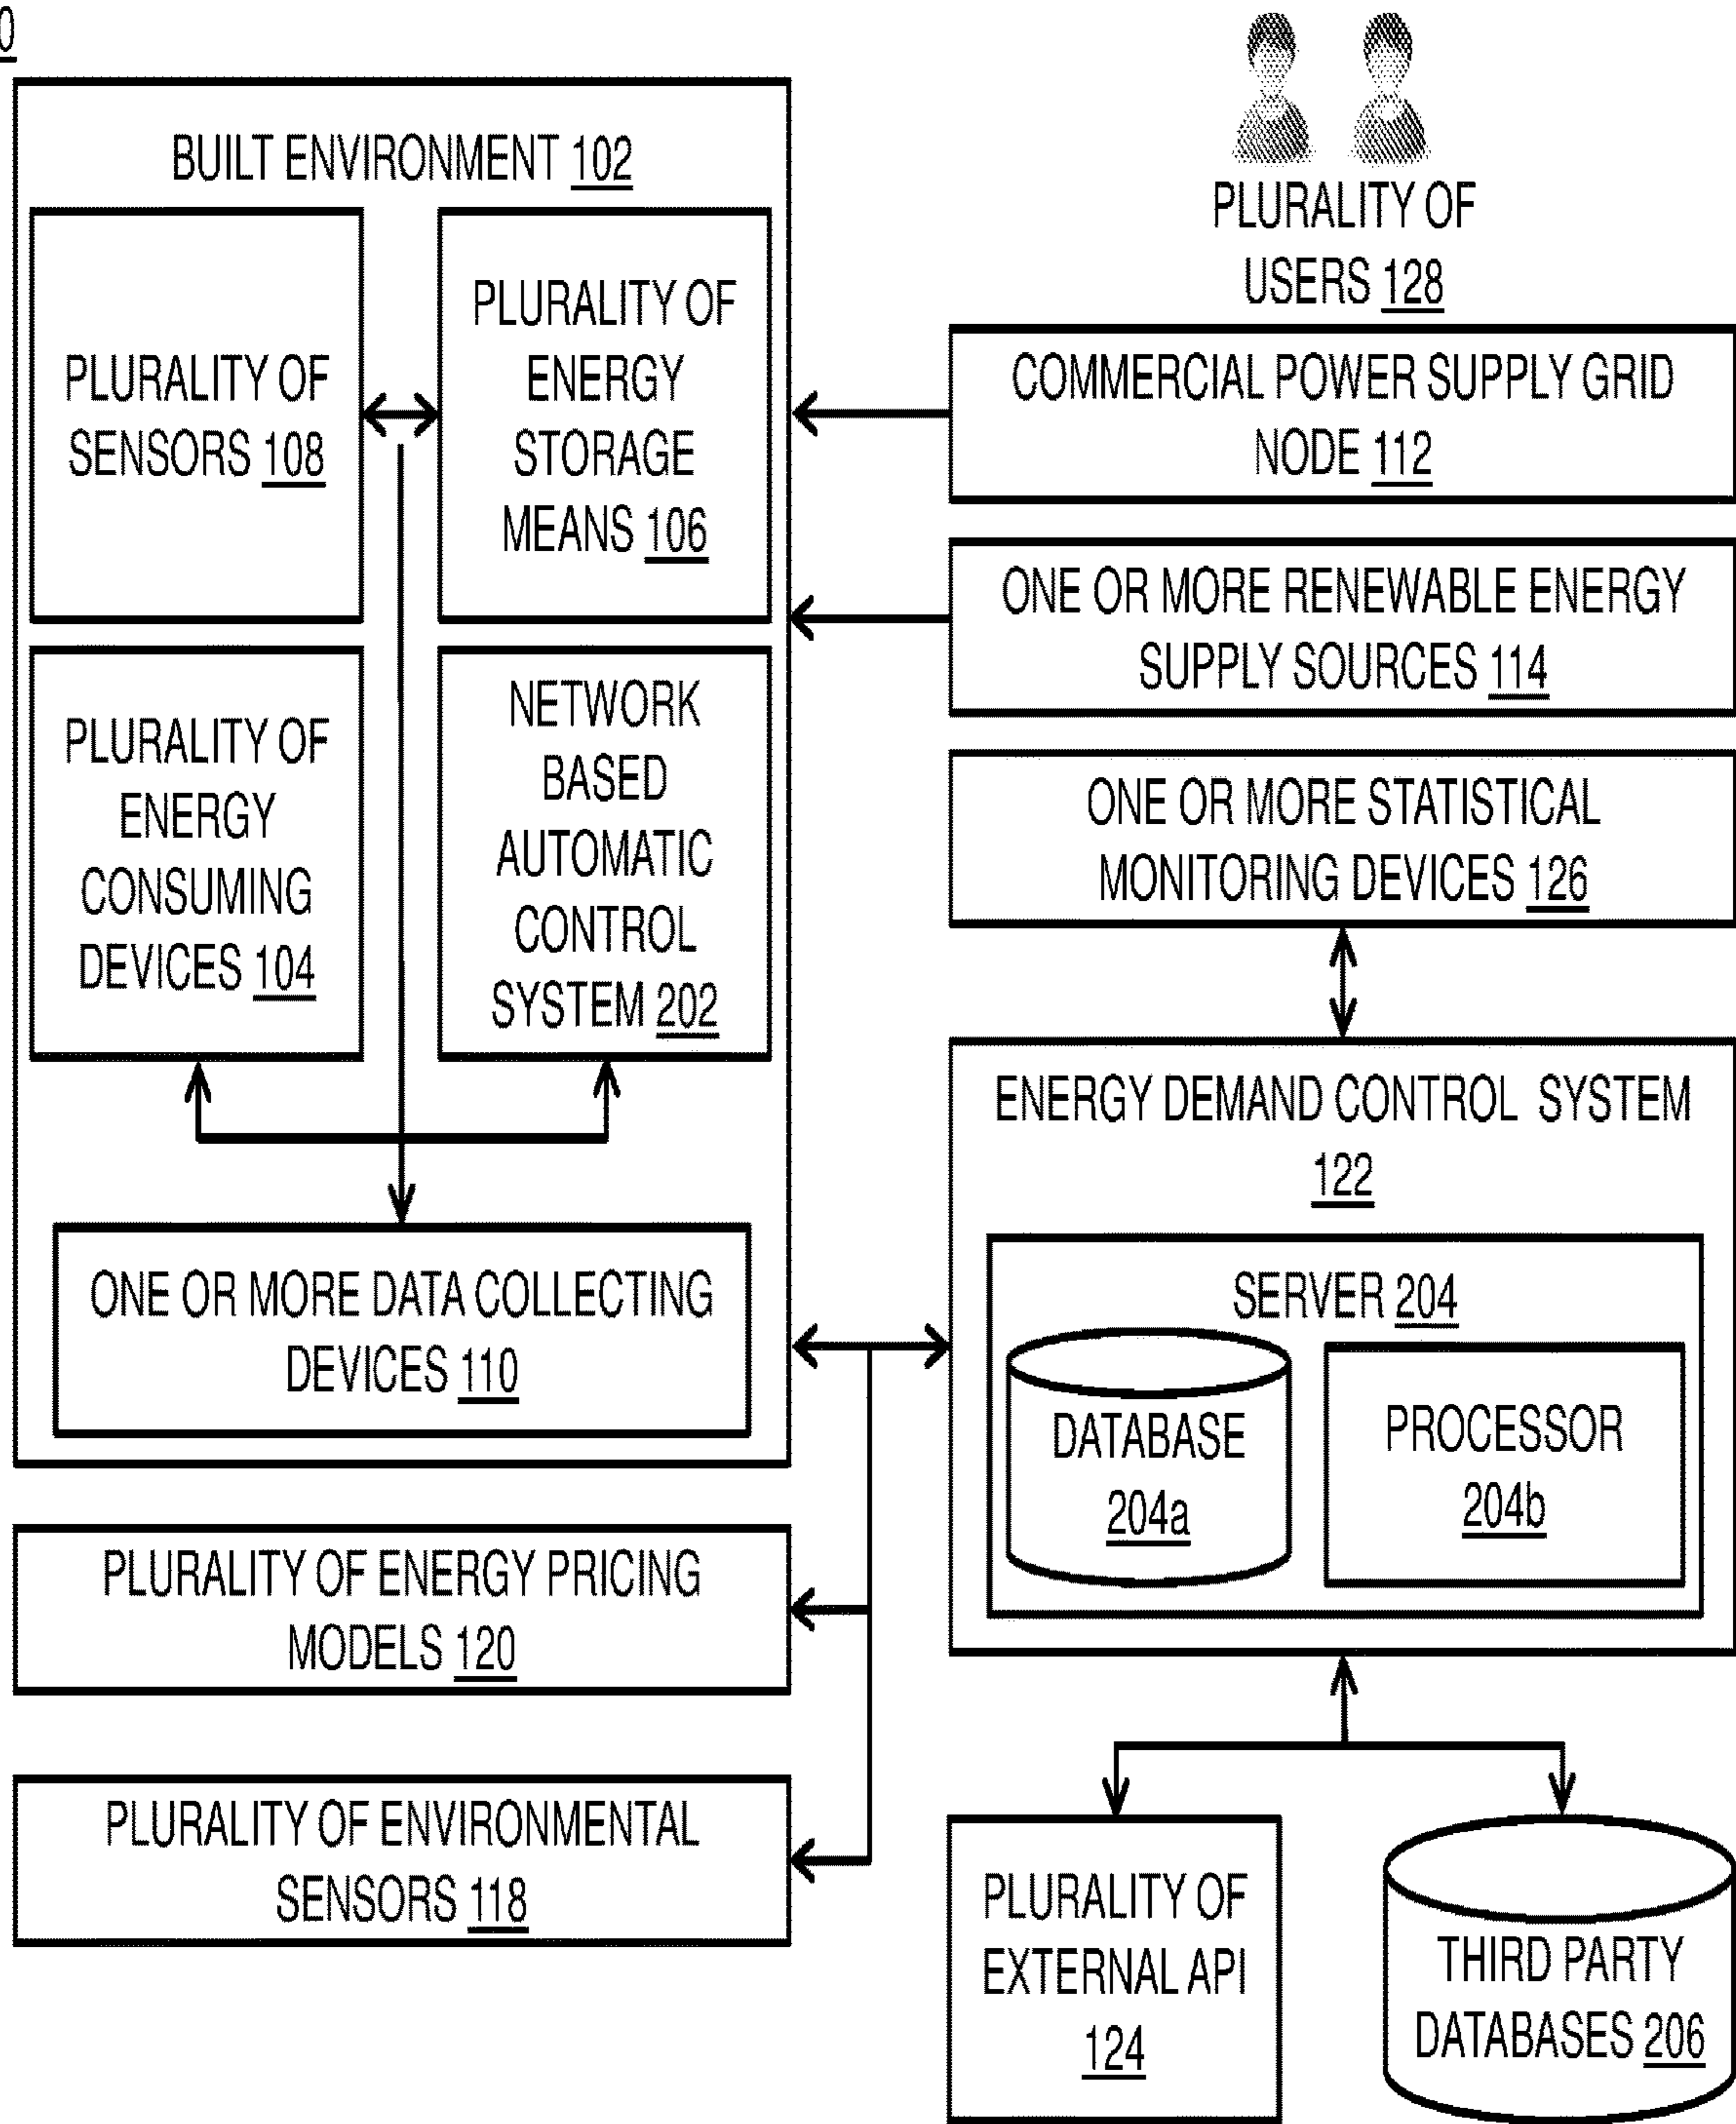 0
BUILT ENVIRONMENT 102
PLURALITY OF
SENSORS 108
PLURALITY OF
ENERGY
STORAGE
MEANS 106
PLURALITY OF
ENERGY
CONSUMING
DEVICES 104
NETWORK
BASED
AUTOMATIC
CONTROL
SYSTEM 202
ONE OR MORE DATA COLLECTING
DEVICES 110
PLURALITY OF ENERGY PRICING
MODELS 120
PLURALITY OF ENVIRONMENTAL
SENSORS 118
PLURALITY OF
USERS 128
COMMERCIAL POWER SUPPLY GRID
NODE 112
ONE OR MORE RENEWABLE ENERGY
SUPPLY SOURCES 114
ONE OR MORE STATISTICAL
MONITORING DEVICES 126
ENERGY DEMAND CONTROL SYSTEM
122
SERVER 204
DATABASE
204a
PROCESSOR
204b
PLURALITY OF
EXTERNAL API
124
THIRD PARTY
DATABASES 206